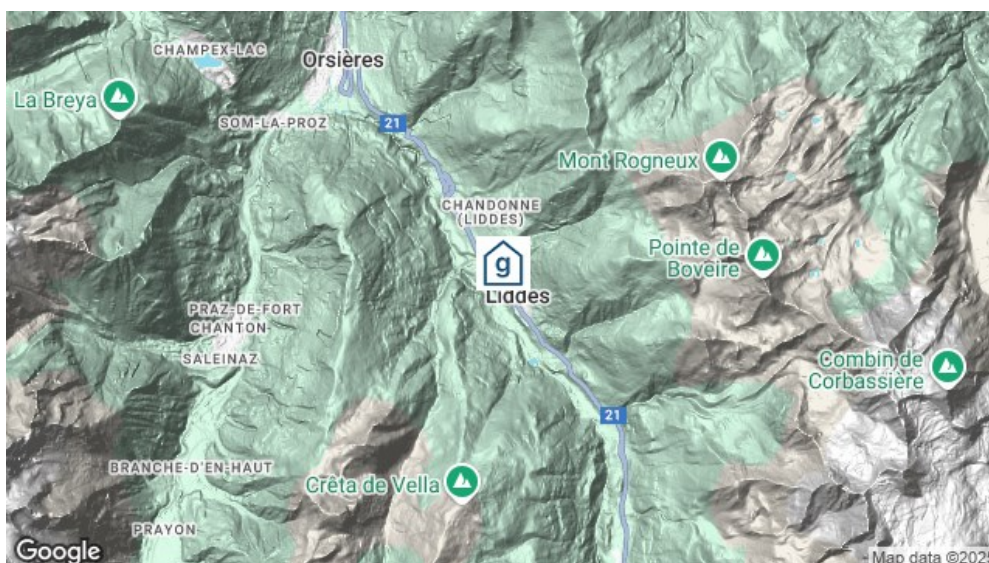 CHAMPEX-LAC
Orsières
La Breya
SOM-LA-PROZ
21
Mont Rogneux
CHANDONNE
(LIDDES)
Pointe de
Boveire
g
Liddes
PRAZ-DE-FORT
CHANTON
SALEINAZ
Combin de
Corbassière
21
BRANCHE-D'EN-HAUT
Crêta de Vella
PRAYON
Google
Map data ©2025